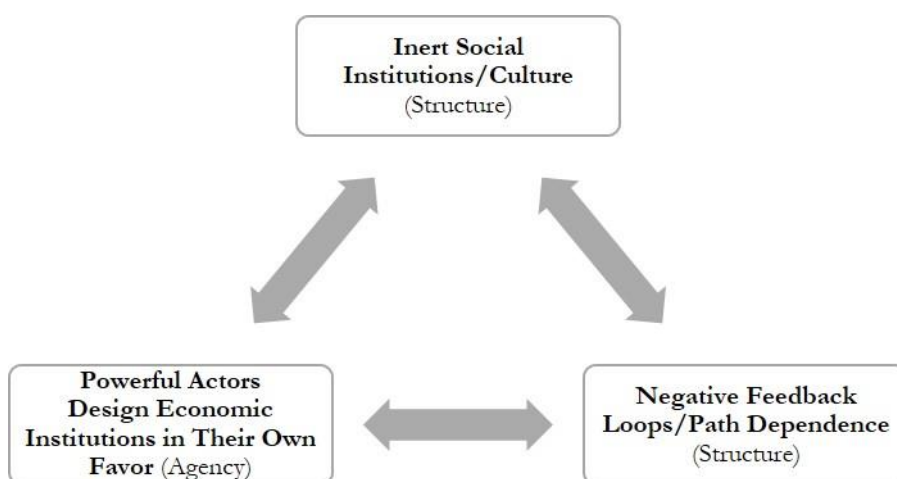 Inert Social
Institutions/Culture
(Structure)
Powerful Actors
Design Economic
Institutions in Their Own
Favor (Agency)
Negative Feedback
Loops/Path Dependence
(Structure)